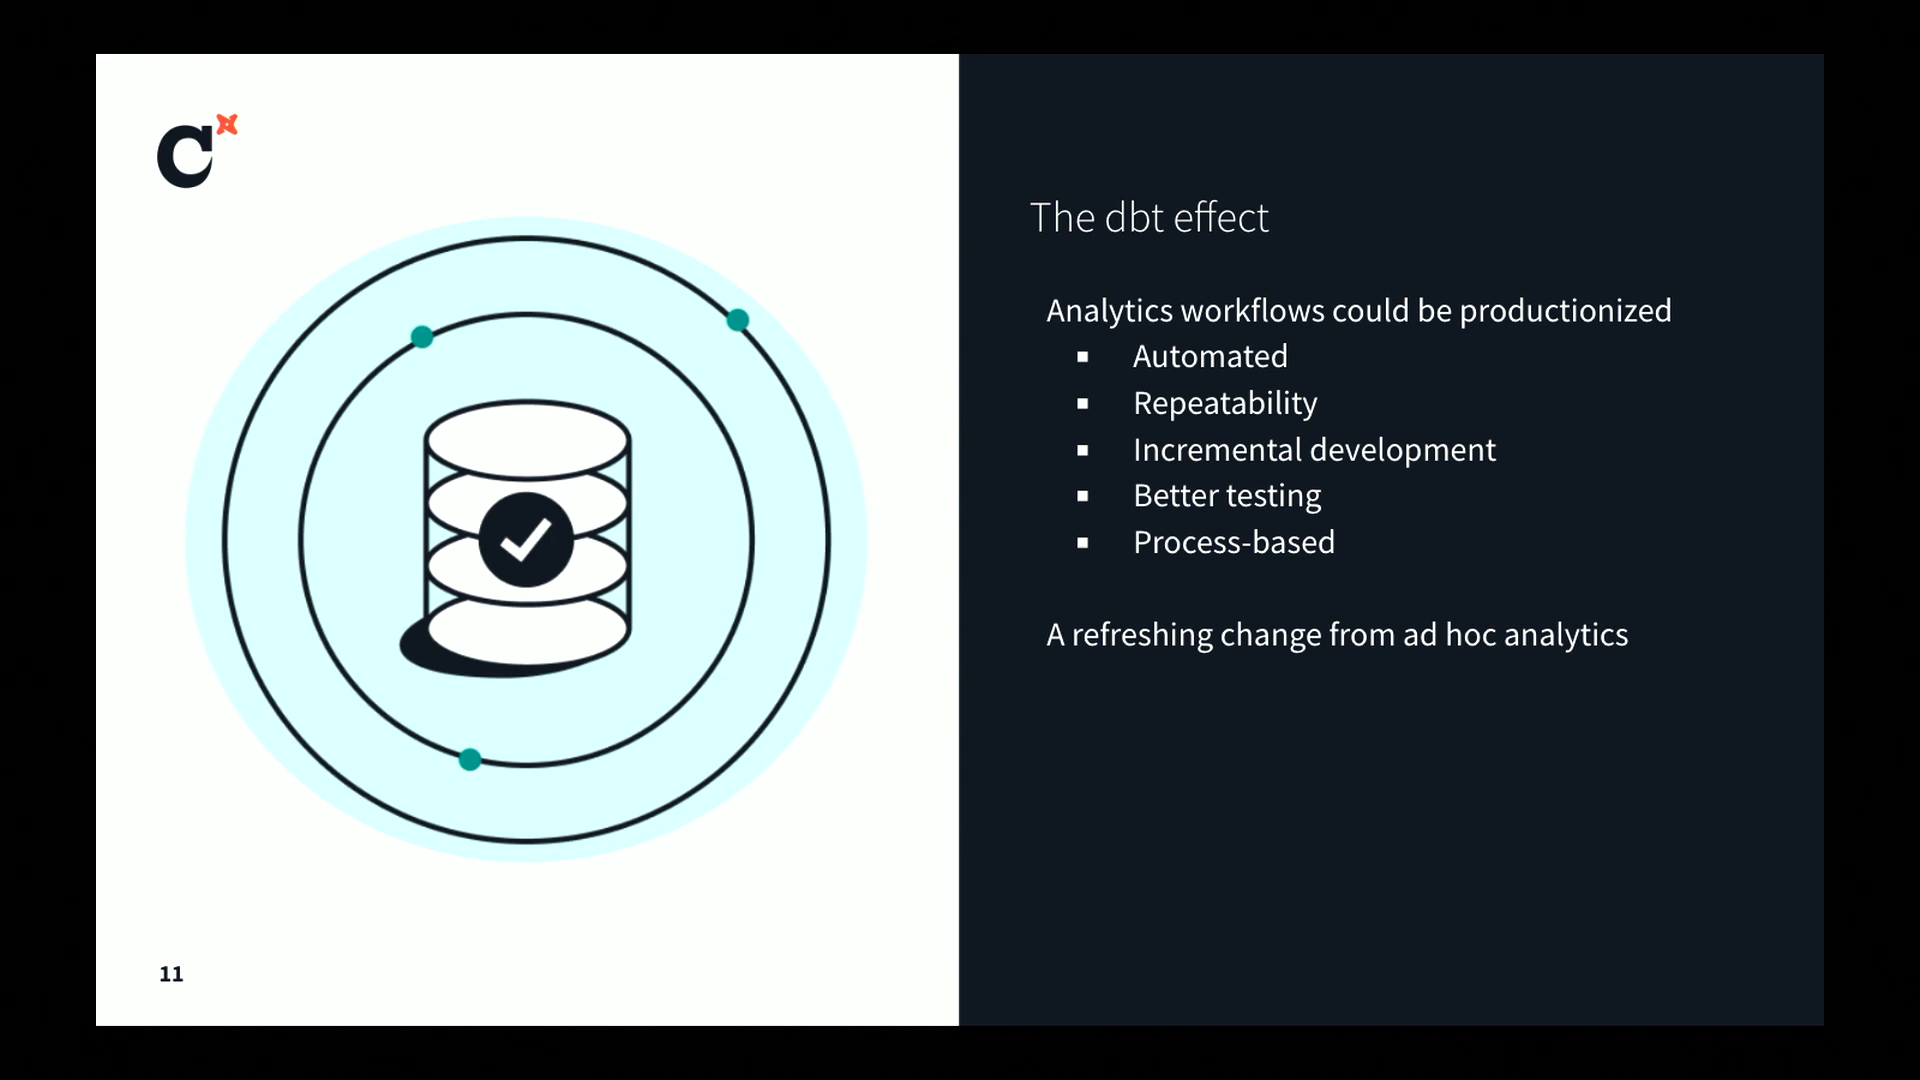 C
The dbt effect
Analytics workflows could be productionized
▪ Automated
▪ Repeatability
▪ Incremental development
▪ Better testing
▪ Process-based
A refreshing change from ad hoc analytics
11